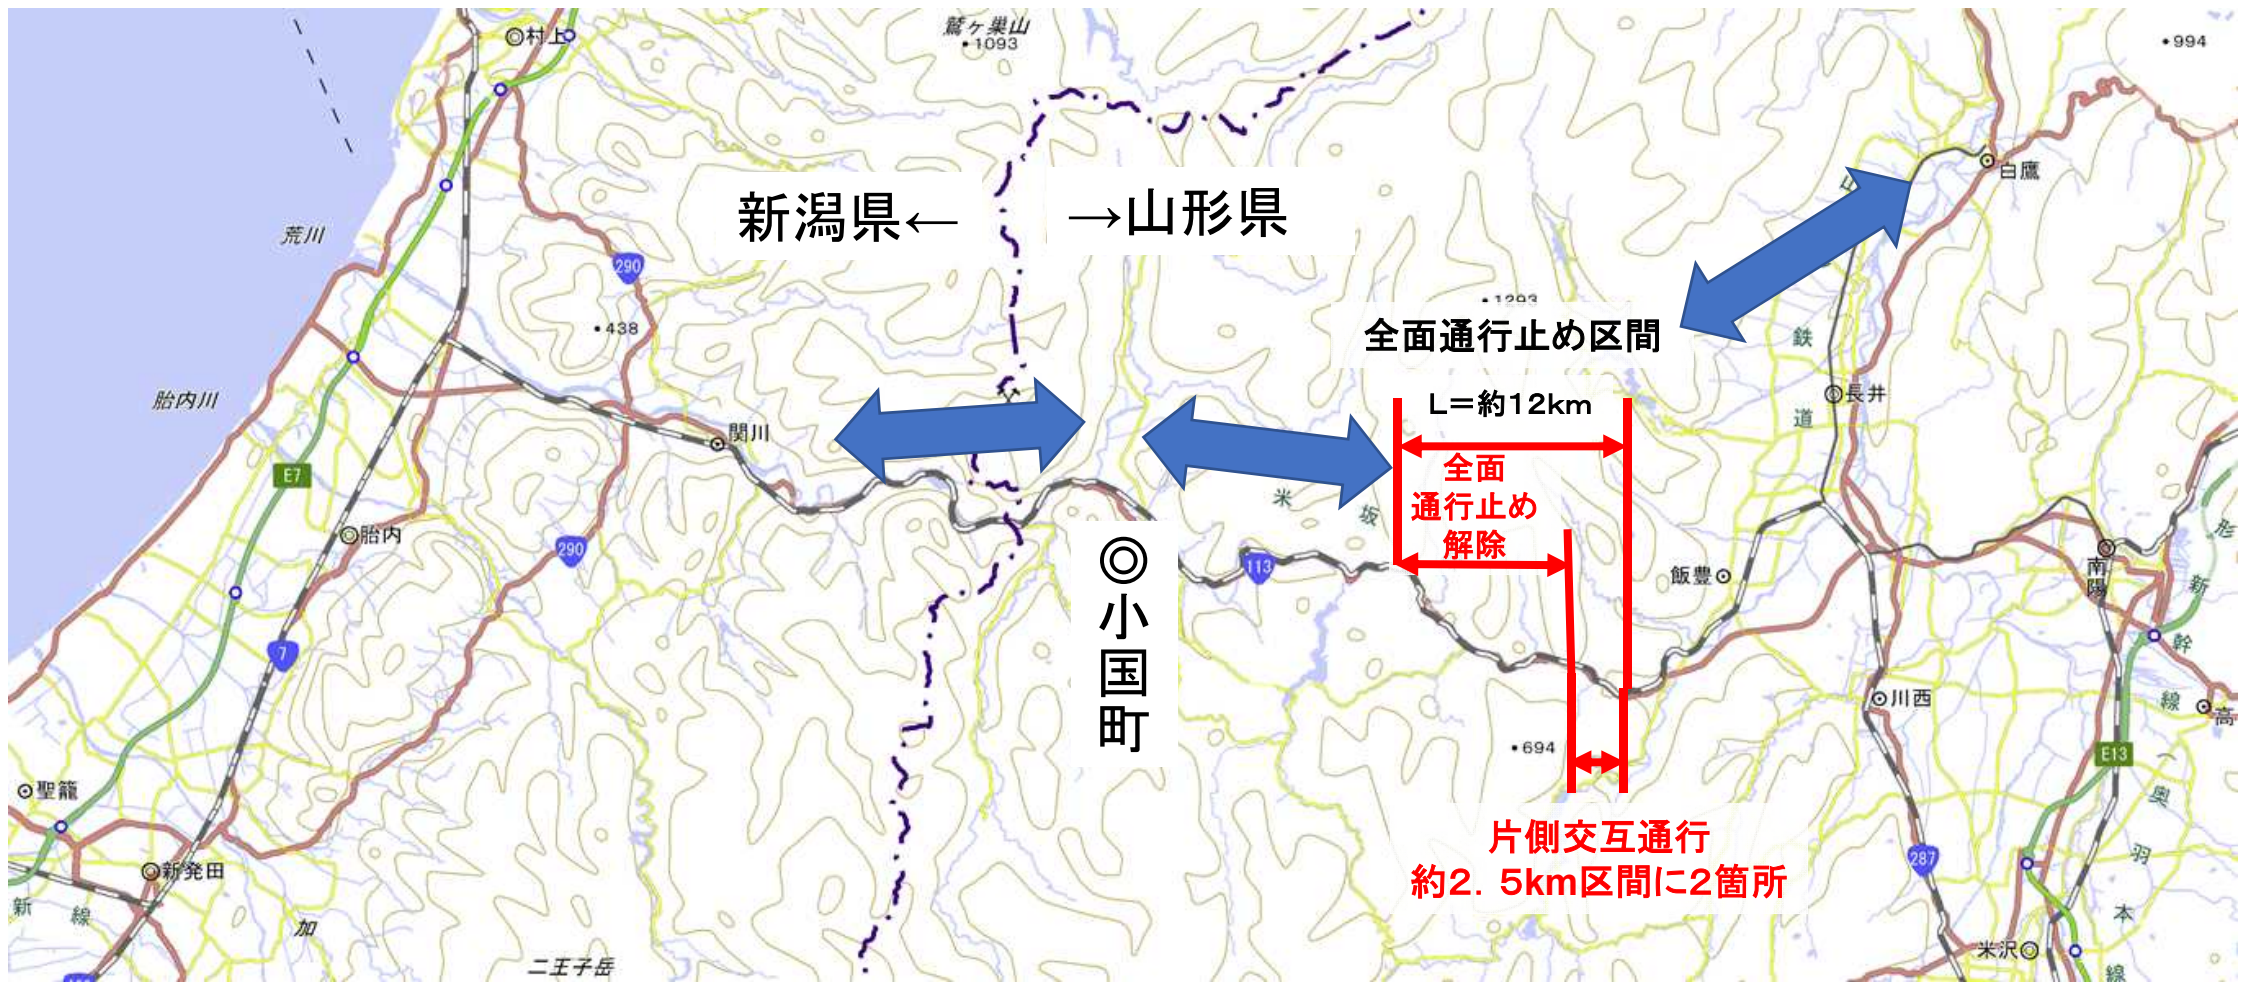 村上
鷲ヶ巣山
・1093
・994
白鷹
新潟県←
→山形県
荒川
290
・438
・1293
全面通行止め区間
鉄
道
長井
胎内川
L=約12km
関川
全面
通行止め
解除
E7
米
坂
胎内
290
113
◎小国町
飯豊
南陽
形
新
幹
線
7
川西
高
・694
E13
聖籠
奥
羽
本
線
片側交互通行
約2．5km区間に2箇所
287
新発田
新
線
加
二王子岳
米沢